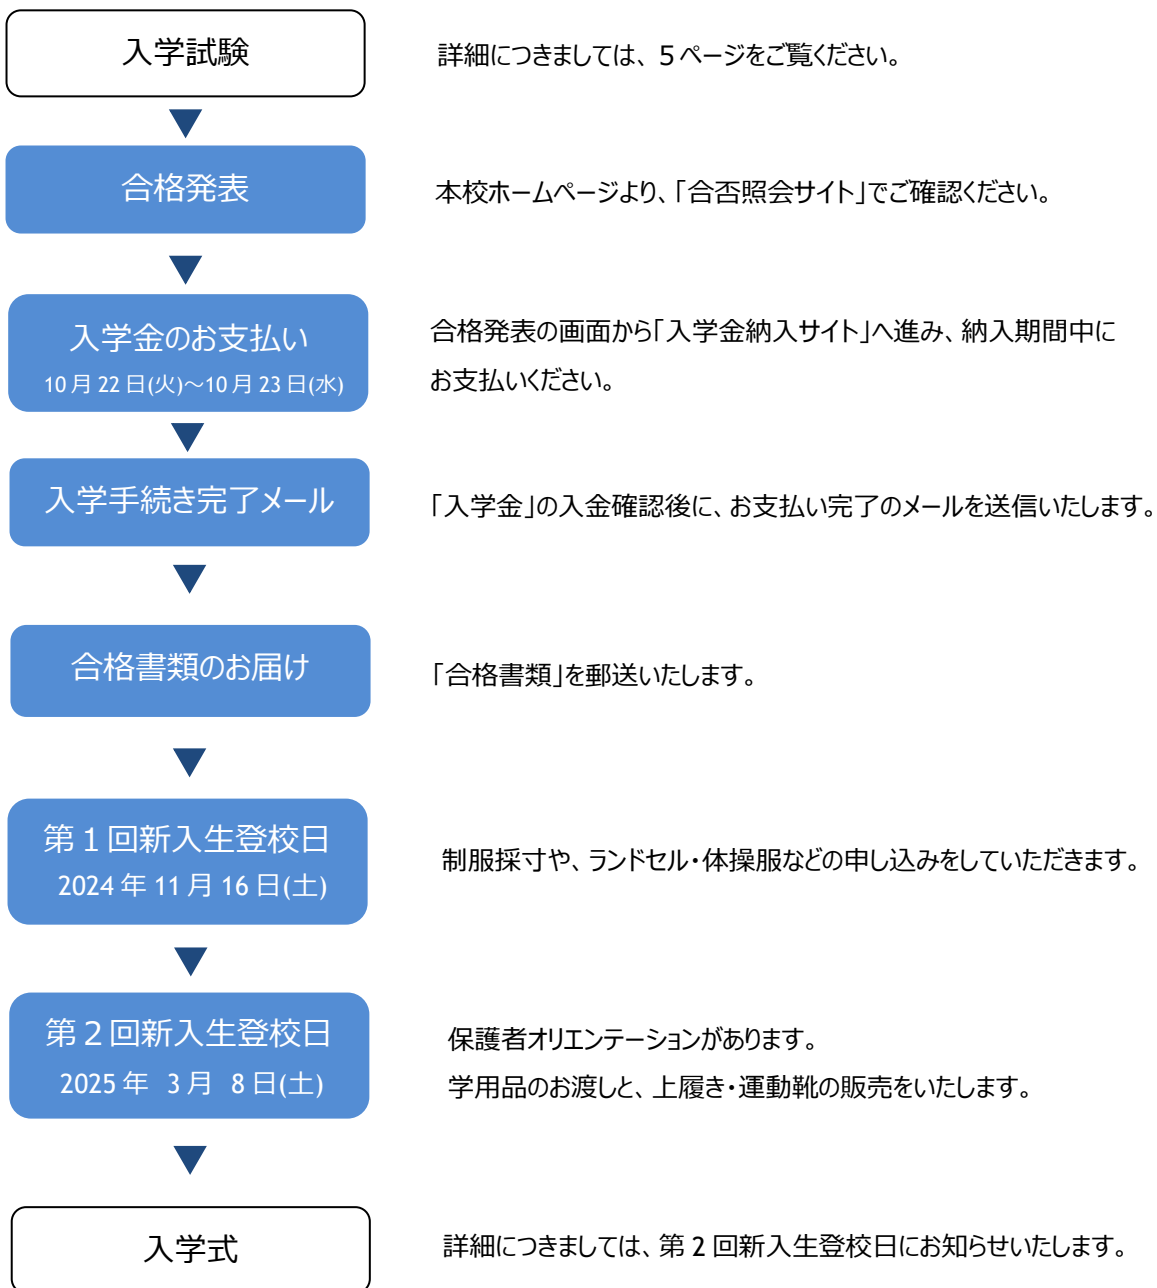 入学試験
詳細につきましては、5ページをご覧ください。
合格発表
本校ホームページより、「合否照会サイト」でご確認ください。
入学金のお支払い
10月22日(火)～10月23日(水)
合格発表の画面から「入学金納入サイト」へ進み、納入期間中に
お支払いください。
入学手続き完了メール
「入学金」の入金確認後に、お支払い完了のメールを送信いたします。
合格書類のお届け
「合格書類」を郵送いたします。
第1回新入生登校日
2024年11月16日(土)
制服採寸や、ランドセル・体操服などの申し込みをしていただきます。
第2回新入生登校日
2025年 3月 8日(土)
保護者オリエンテーションがあります。
学用品のお渡しと、上履き・運動靴の販売をいたします。
入学式
詳細につきましては、第2回新入生登校日にお知らせいたします。